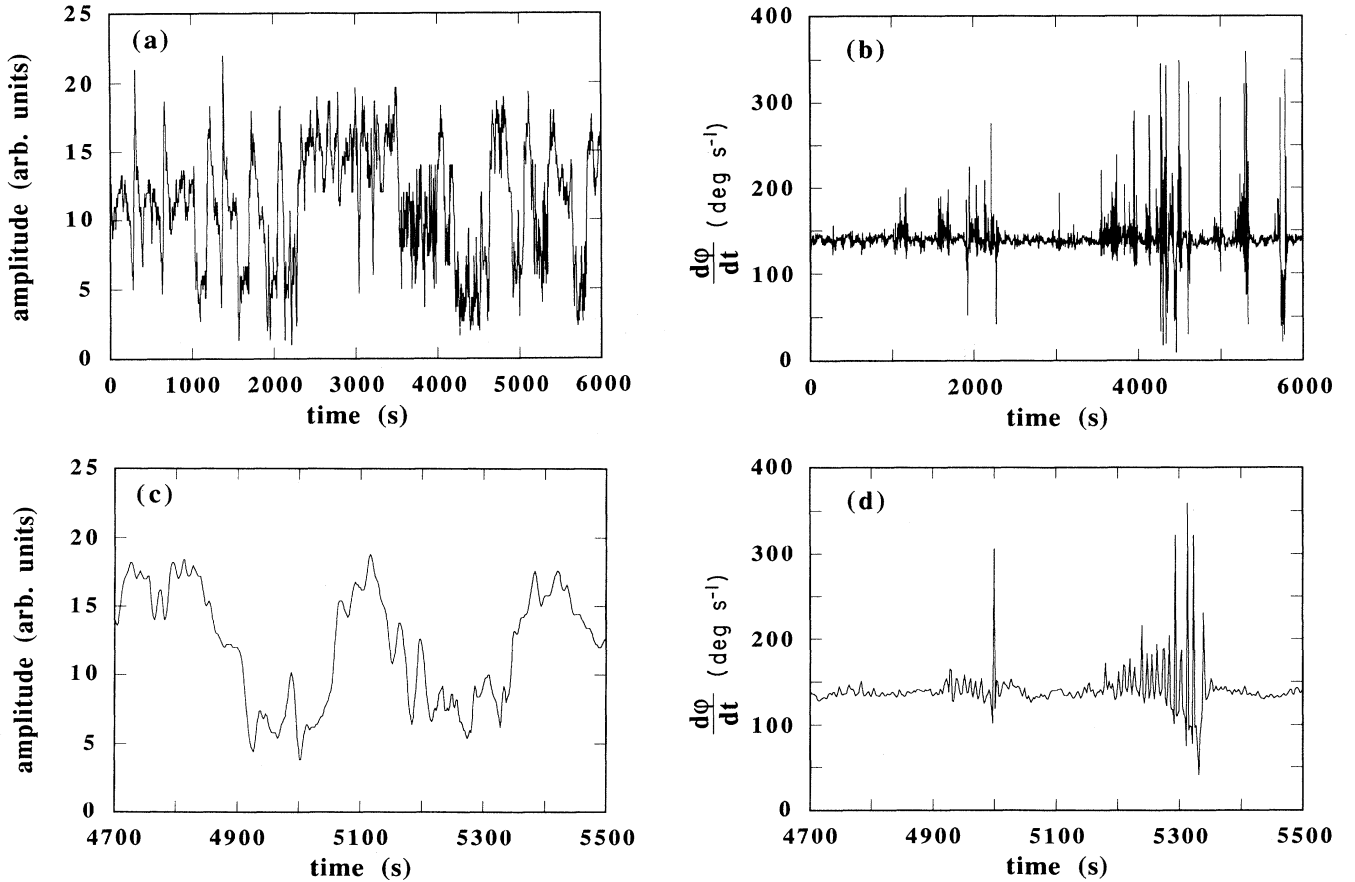 (a)
amplitude (arb. units)
25
20
15
10
5
0
0 1000 2000 3000 4000 5000 6000
time (s)
(b)
dφ
dt
(deg s⁻¹)
400
300
200
100
0
0 2000 4000 6000
time (s)
(c)
amplitude (arb. units)
25
20
15
10
5
0
4700 4900 5100 5300 5500
time (s)
(d)
dφ
dt
(deg s⁻¹)
400
300
200
100
0
4700 4900 5100 5300 5500
time (s)